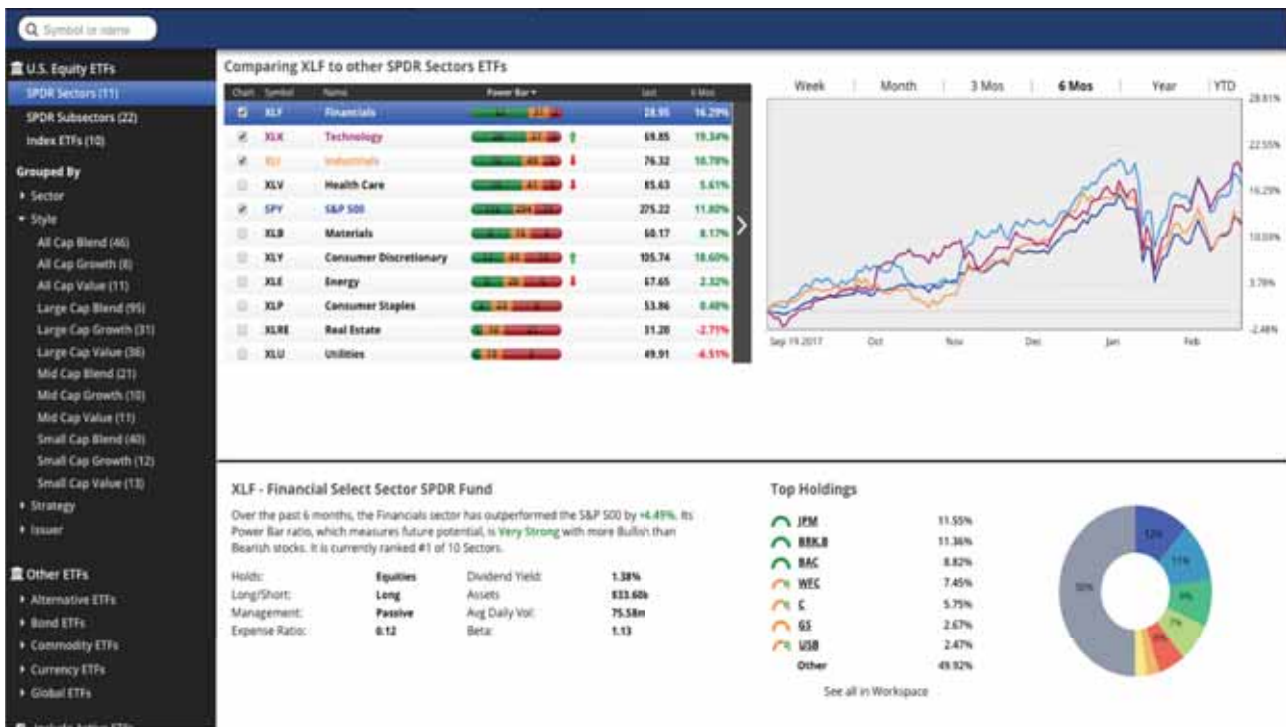 Symbol or name
U.S. Equity ETFs
SPDR Sectors (11)
SPDR Subsectors (22)
Index ETFs (10)
Grouped By
Sector
Style
All Cap Blend (46)
All Cap Growth (8)
All Cap Value (11)
Large Cap Blend (95)
Large Cap Growth (31)
Large Cap Value (36)
Mid Cap Blend (21)
Mid Cap Growth (10)
Mid Cap Value (11)
Small Cap Blend (40)
Small Cap Growth (12)
Small Cap Value (13)
Strategy
Issuer
Other ETFs
Alternative ETFs
Bond ETFs
Commodity ETFs
Currency ETFs
Global ETFs
Include Active ETFs
Comparing XLF to other SPDR Sectors ETFs
Chart Symbol Name Power Bar Last 6 Mos
XLF Financials 28.95 16.29%
XLK Technology 69.85 19.34%
XLI Industrials 76.32 10.78%
XLV Health Care 85.63 5.61%
SPY S&P 500 275.22 11.80%
XLB Materials 60.17 8.17%
XLY Consumer Discretionary 105.74 18.60%
XLE Energy 67.65 2.32%
XLP Consumer Staples 53.86 0.48%
XLRE Real Estate 31.20 -2.71%
XLU Utilities 49.91 -4.51%
Week Month 3 Mos 6 Mos Year YTD
28.81%
22.55%
16.29%
3.78%
-2.48%
Sep 19 2017 Oct Nov Dec Jan Feb
XLF - Financial Select Sector SPDR Fund
Over the past 6 months, the Financials sector has outperformed the S&P 500 by +4.49%. Its
Power Bar ratio, which measures future potential, is Very Strong with more Bullish than
Bearish stocks. It is currently ranked #1 of 10 Sectors.
Holds: Equities Dividend Yield: 1.38%
Long/Short: Long Assets $33.60b
Management: Passive Avg Daily Vol: 75.58m
Expense Ratio: 0.12 Beta: 1.13
Top Holdings
JPM 11.55%
BRK.B 11.36%
BAC 8.82%
WFC 7.45%
C 5.75%
GS 2.67%
USB 2.47%
Other 49.92%
See all in Workspace
12%
11%
9%
7%
50%